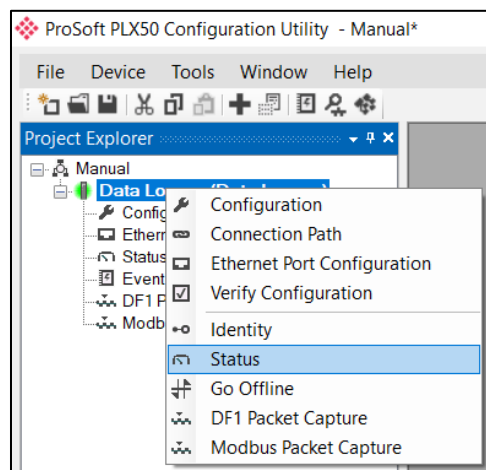 ProSoft PLX50 Configuration Utility - Manual*
File Device Tools Window Help
Project Explorer
Manual
Data Lo
Config
Configuration
Ethern
Connection Path
Status
Ethernet Port Configuration
Event
Verify Configuration
DF1 P
Modb
Identity
Status
Go Offline
DF1 Packet Capture
Modbus Packet Capture